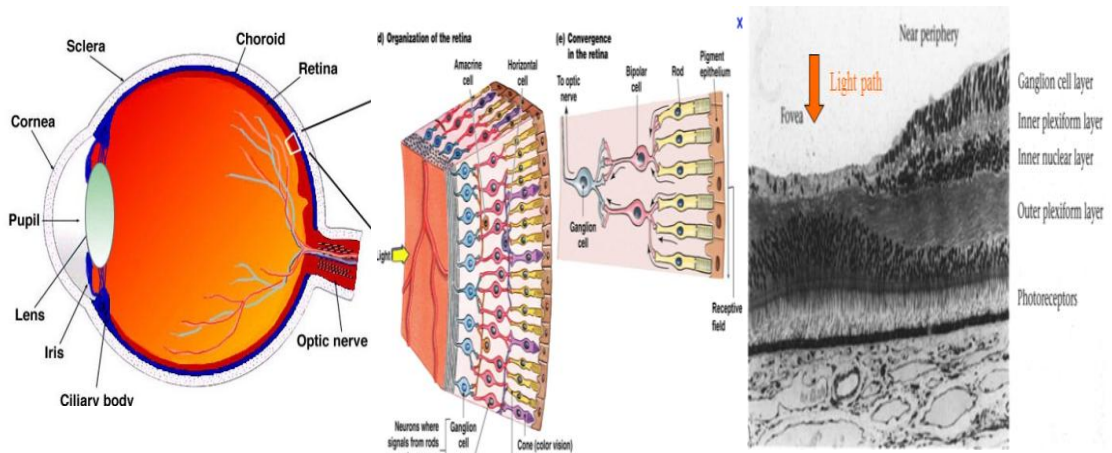 Sclera
Choroid
Retina
Cornea
Pupil
Lens
Iris
Ciliary body
Optic nerve
d) Organization of the retina
Amacrine
cell
Horizontal
cell
Light
Neurons where
signals from rods
Ganglion
cell
Cone (color vision)
(e) Convergence
in the retina
To optic
nerve
Bipolar
cell
Rod
Pigment
epithelium
Ganglion
cell
Receptive
field
x
Near periphery
Light path
Fovea
Ganglion cell layer
Inner plexiform layer
Inner nuclear layer
Outer plexiform layer
Photoreceptors